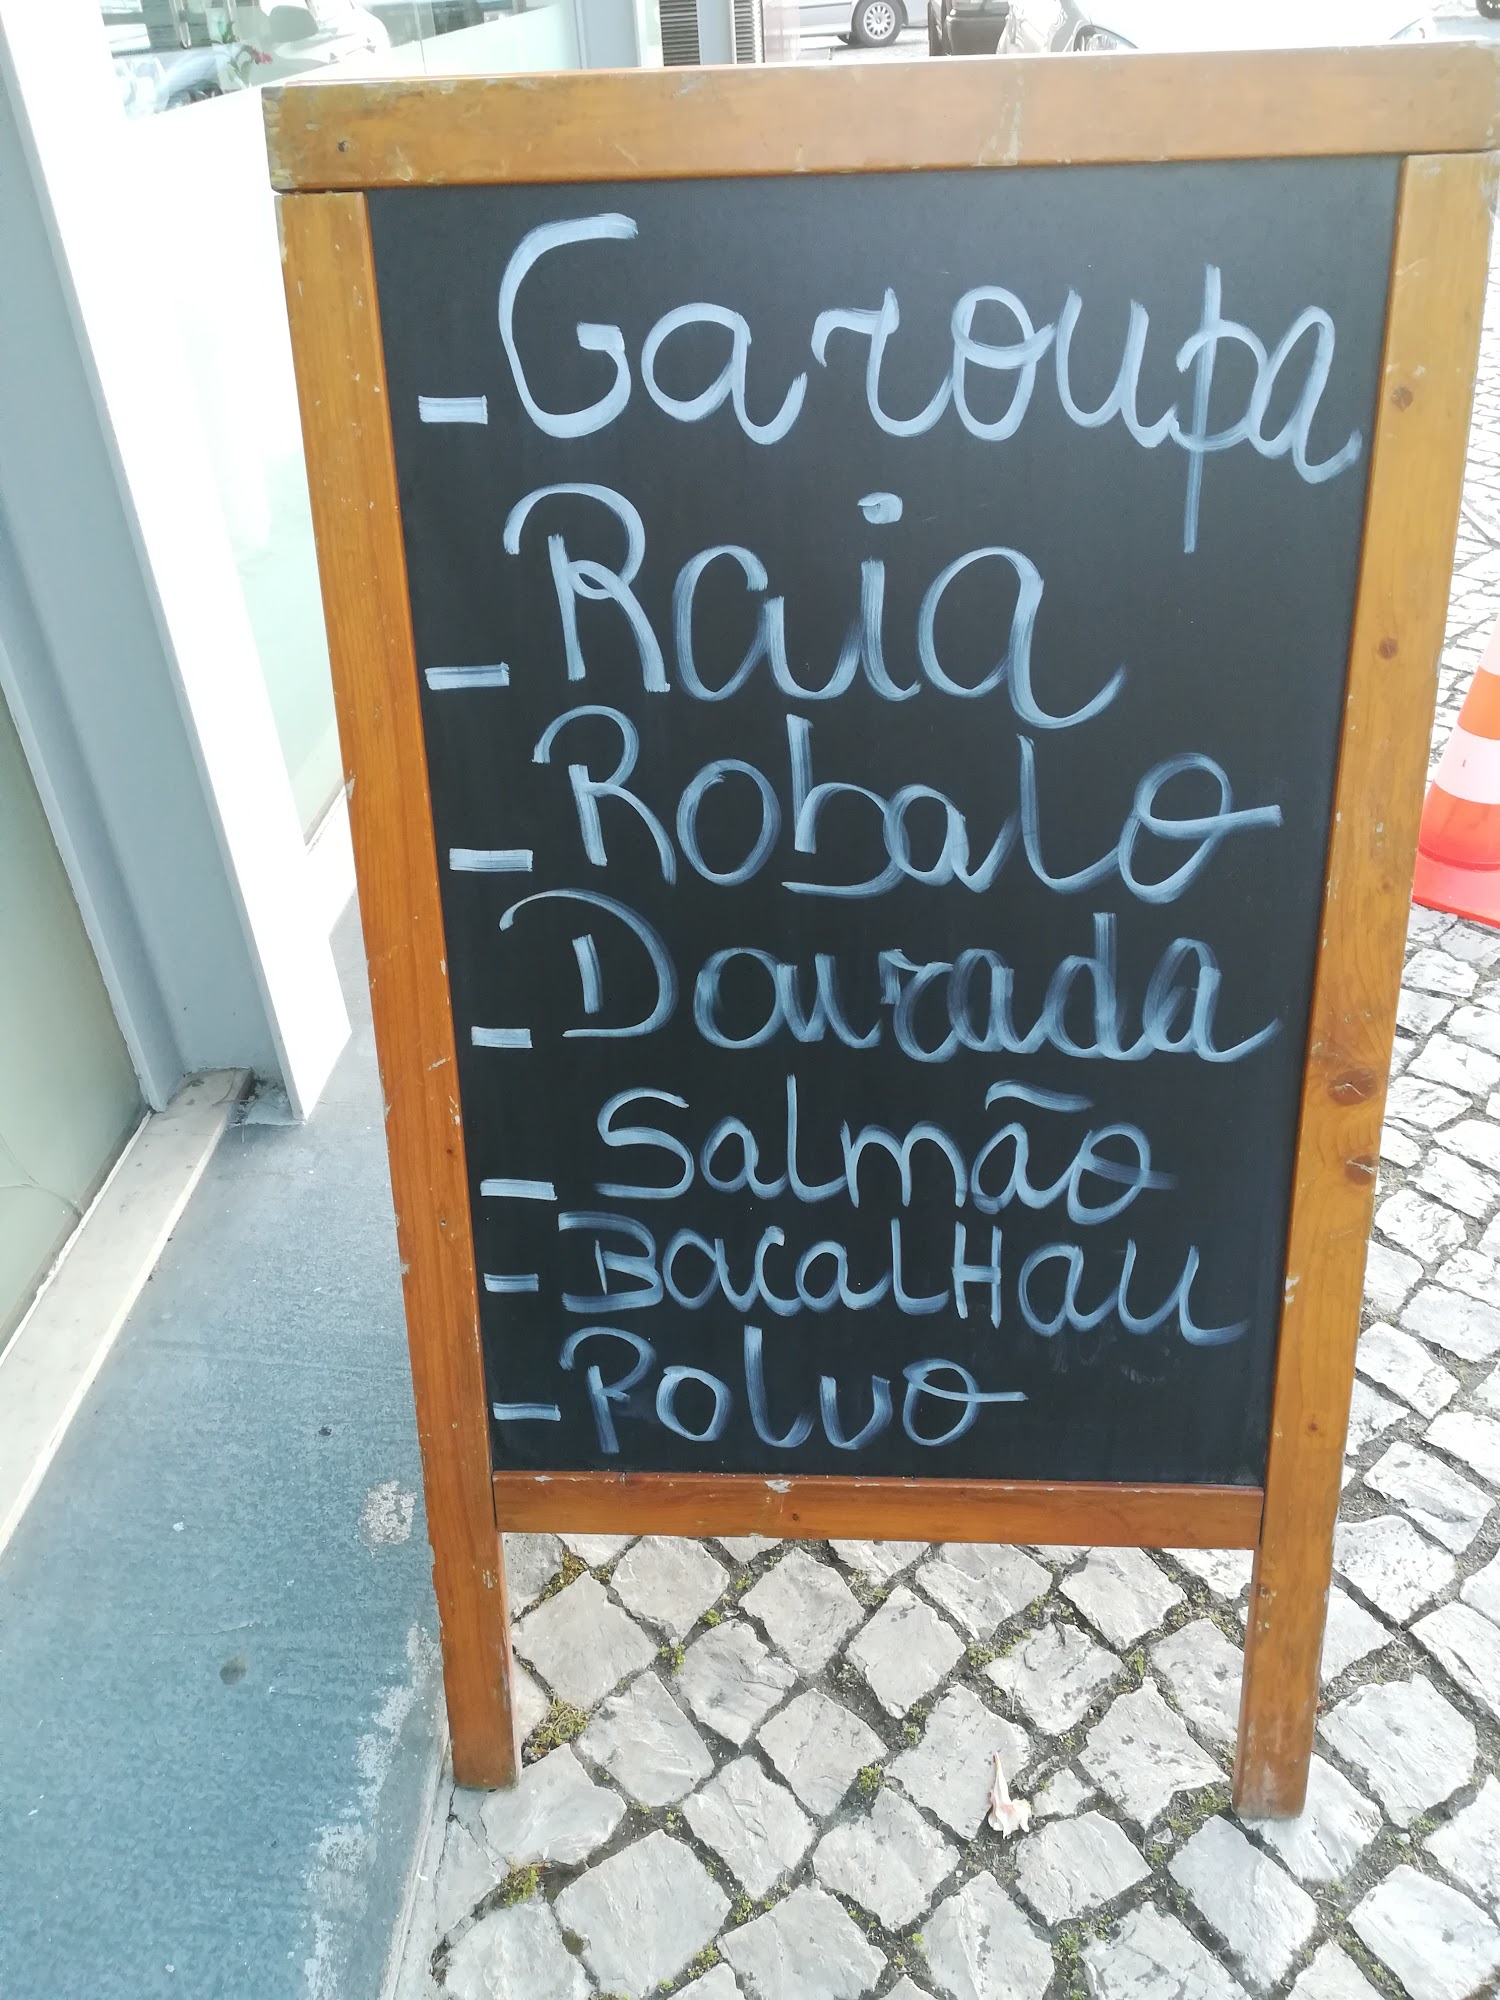 - Garoupa
- Raia
- Robalo
- Dourada
- Salmão
- BacalHau
- Polvo